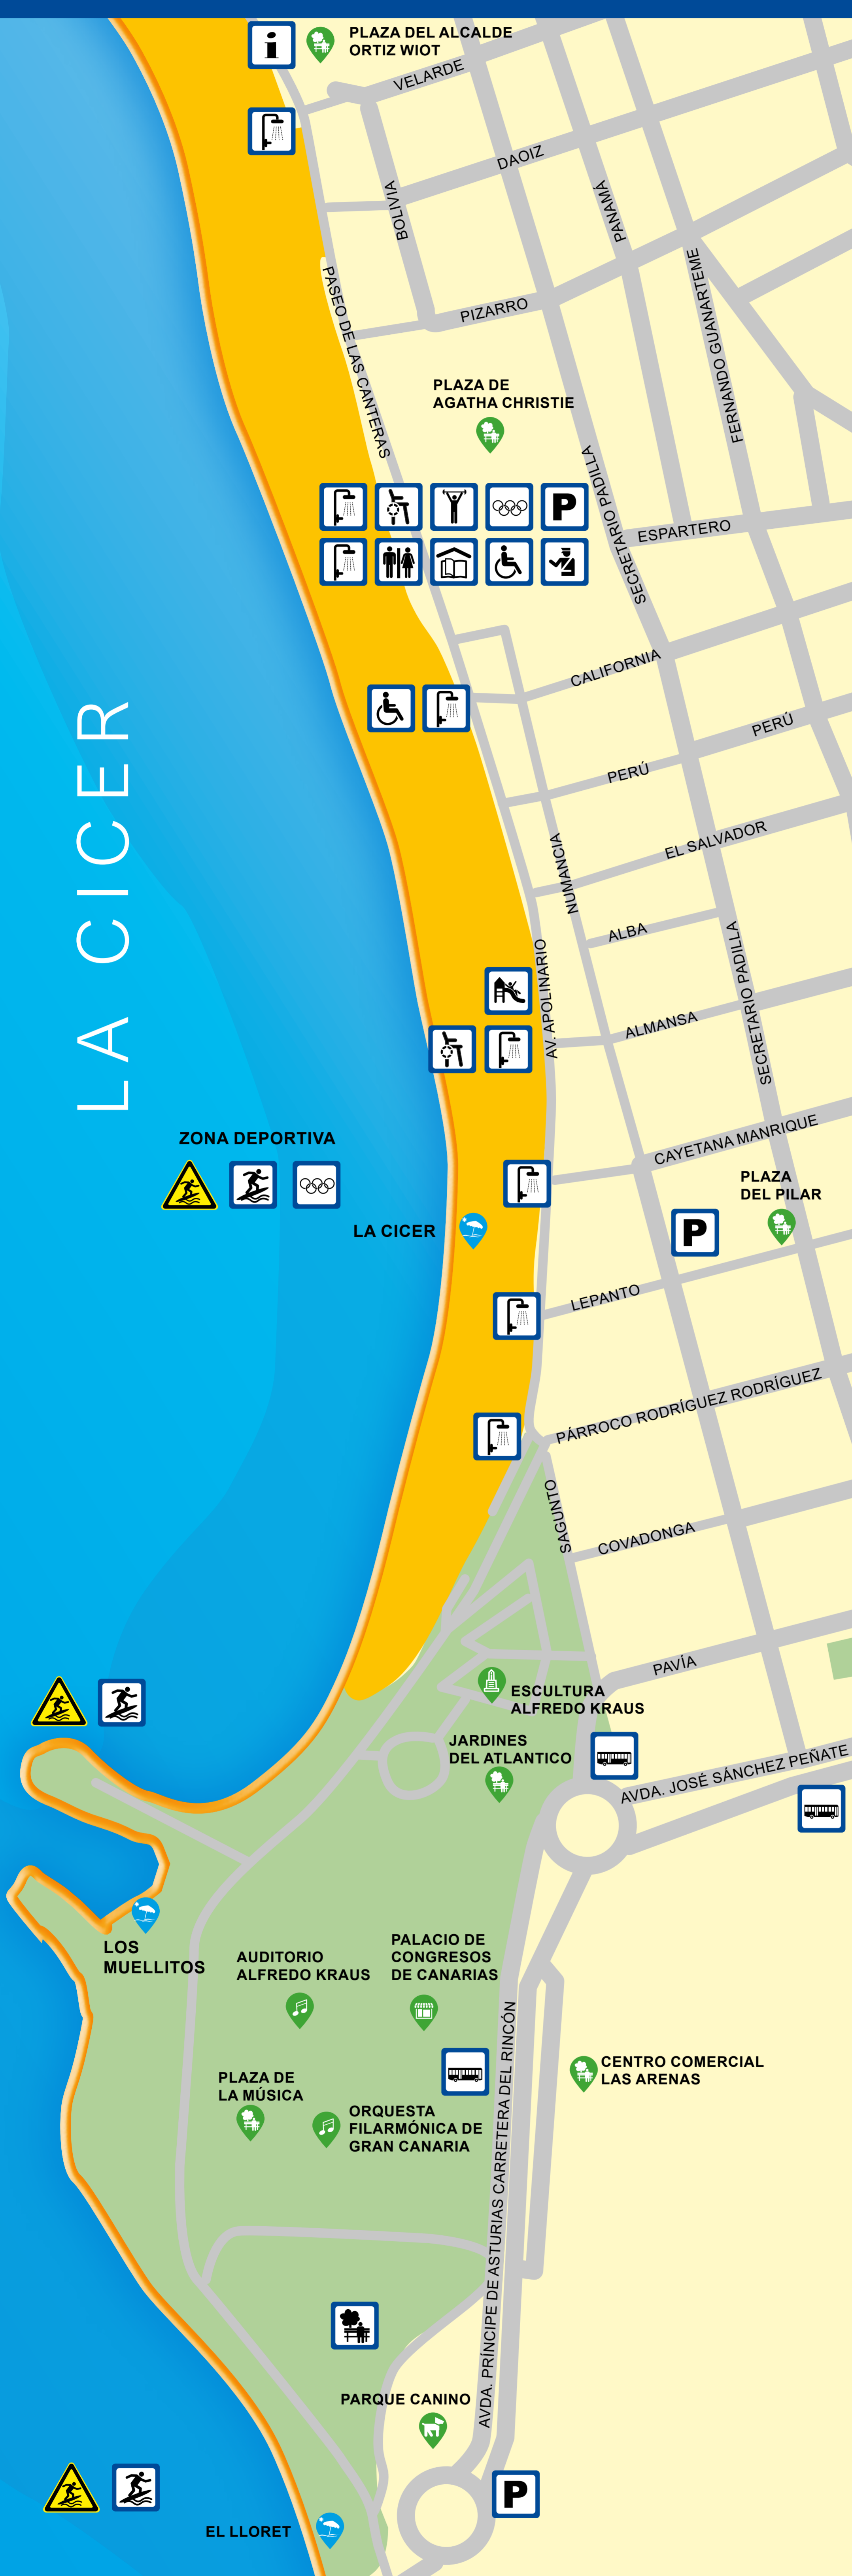 i
PLAZA DEL ALCALDE
ORTIZ WIOT
VELARDE
DAOIZ
BOLIVIA
PANAMÁ
PASEO DE LAS CANTERAS
PIZARRO
FERNANDO GUANARTEME
PLAZA DE
AGATHA CHRISTIE
SECRETARIO PADILLA
P
ESPARTERO
CALIFORNIA
PERÚ
PERÚ
LA CICER
EL SALVADOR
NUMANCIA
ALBA
AV. APOLINARIO
SECRETARIO PADILLA
ALMANSA
ZONA DEPORTIVA
CAYETANA MANRIQUE
PLAZA
DEL PILAR
LA CICER
P
LEPANTO
PÁRROCO RODRÍGUEZ RODRÍGUEZ
SAGUNTO
COVADONGA
PAVÍA
ESCULTURA
ALFREDO KRAUS
JARDINES
DEL ATLANTICO
AVDA. JOSÉ SÁNCHEZ PEÑATE
LOS
MUELLITOS
AUDITORIO
ALFREDO KRAUS
PALACIO DE
CONGRESOS
DE CANARIAS
AVDA. PRÍNCIPE DE ASTURIAS CARRETERA DEL RINCÓN
CENTRO COMERCIAL
LAS ARENAS
PLAZA DE
LA MÚSICA
ORQUESTA
FILARMÓNICA DE
GRAN CANARIA
PARQUE CANINO
P
EL LLORET